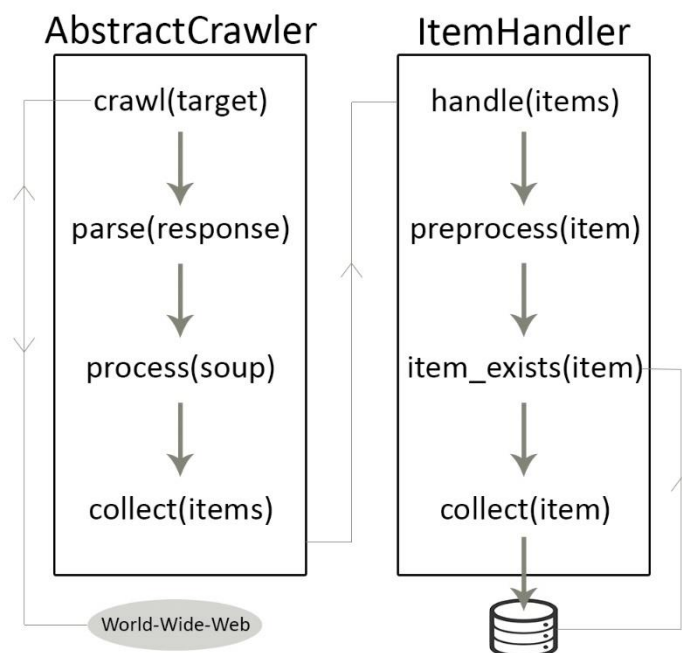 AbstractCrawler
crawl(target)
parse(response)
process(soup)
collect(items)
World-Wide-Web
ItemHandler
handle(items)
preprocess(item)
item_exists(item)
collect(item)